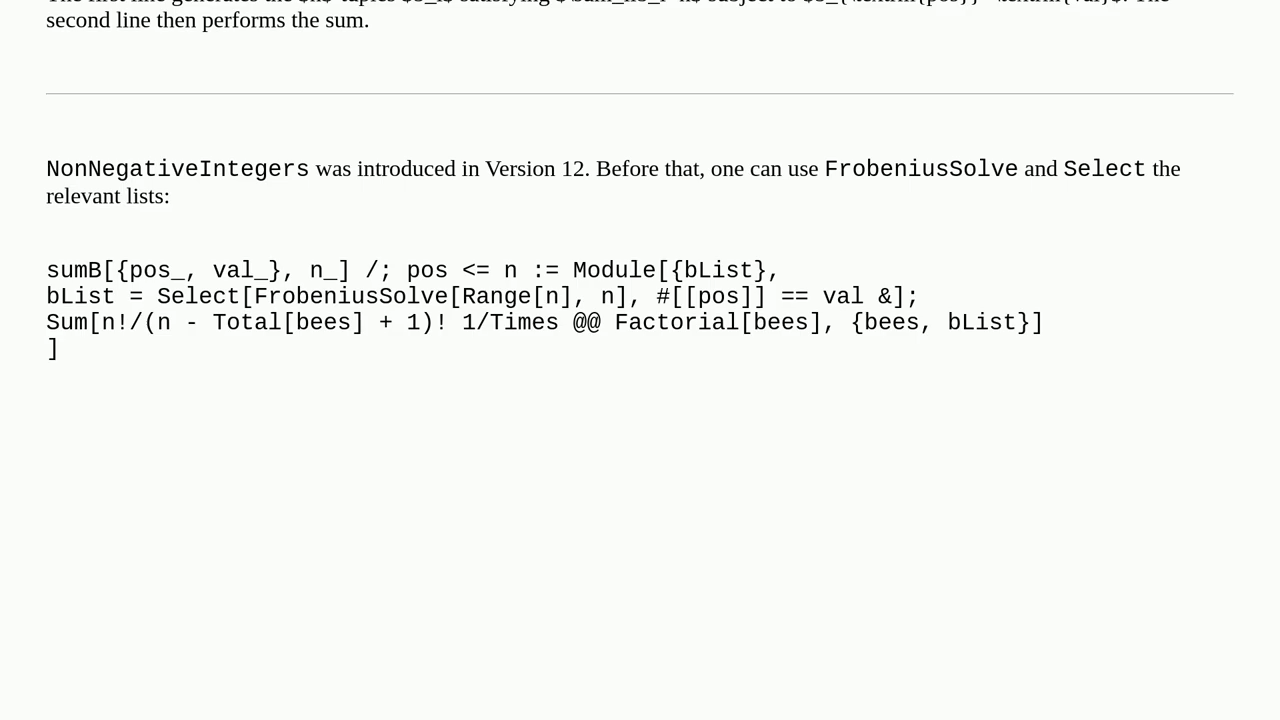 second line then performs the sum.
NonNegativeIntegers was introduced in Version 12. Before that, one can use FrobeniusSolve and Select the
relevant lists:
sumB[{pos_, val_}, n_] /; pos <= n := Module[{bList},
bList = Select[FrobeniusSolve[Range[n], n], #[[pos]] == val &];
Sum[n!/(n - Total[bees] + 1)! 1/Times @@ Factorial[bees], {bees, bList}]
]